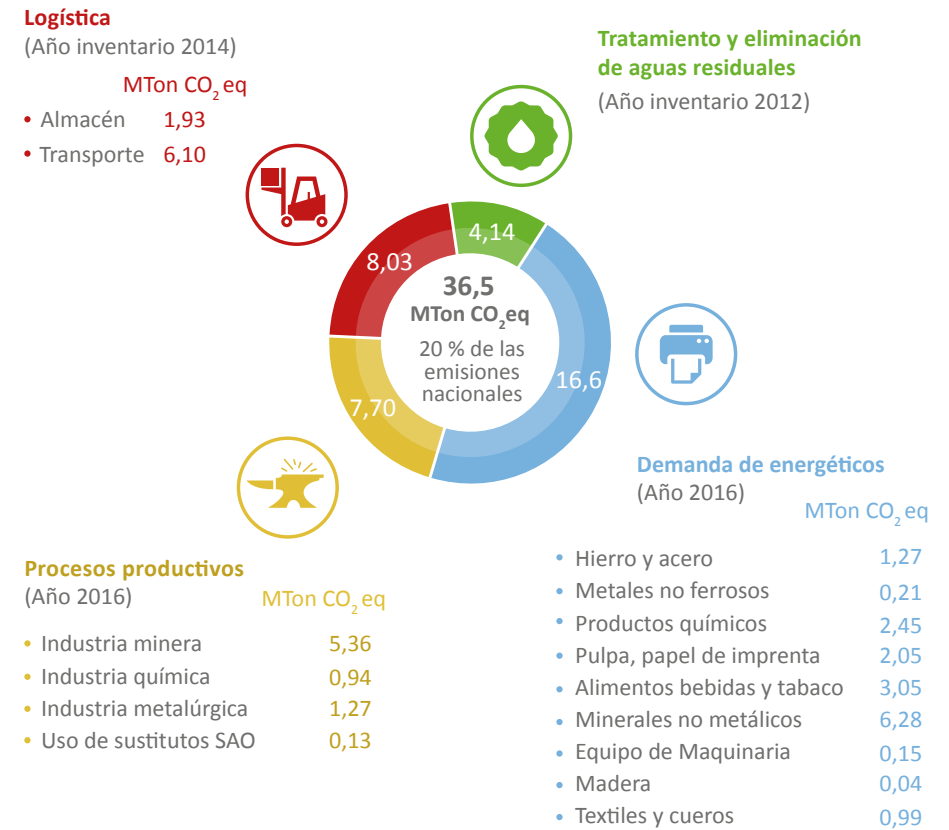 Logística
(Año inventario 2014)
MTon CO2 eq
• Almacén 1,93
• Transporte 6,10
Tratamiento y eliminación
de aguas residuales
(Año inventario 2012)
4,14
8,03
36,5
MTon CO2eq
20 % de las
emisiones
nacionales
16,6
7,70
Demanda de energéticos
(Año 2016)
MTon CO2 eq
• Hierro y acero 1,27
• Metales no ferrosos 0,21
• Productos químicos 2,45
• Pulpa, papel de imprenta 2,05
• Alimentos bebidas y tabaco 3,05
• Minerales no metálicos 6,28
• Equipo de Maquinaria 0,15
• Madera 0,04
• Textiles y cueros 0,99
Procesos productivos
(Año 2016)
MTon CO2 eq
• Industria minera 5,36
• Industria química 0,94
• Industria metalúrgica 1,27
• Uso de sustitutos SAO 0,13